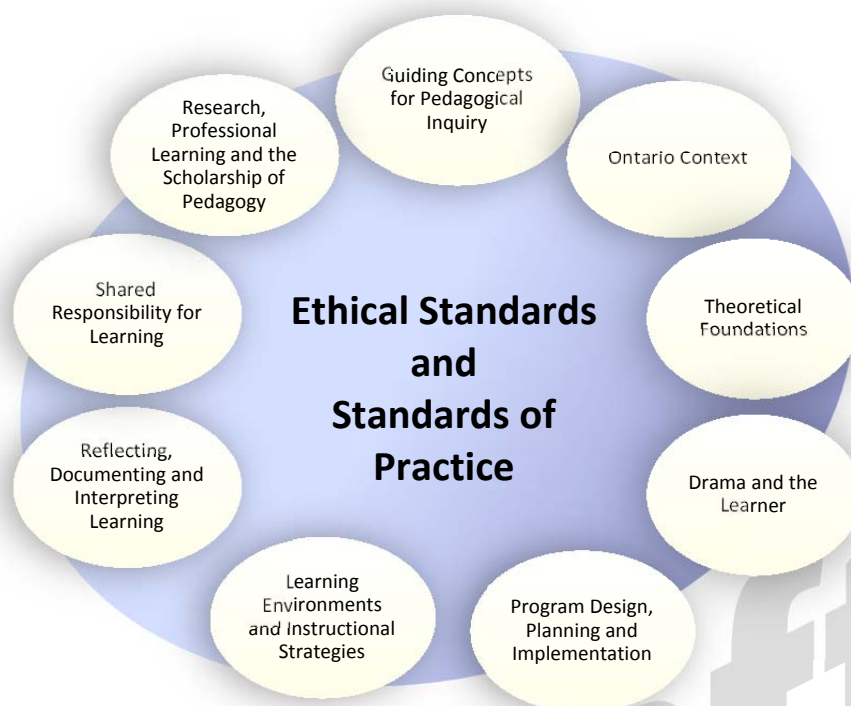 Guiding Concepts
for Pedagogical
Inquiry
Ontario Context
Theoretical
Foundations
Drama and the
Learner
Program Design,
Planning and
Implementation
Learning
Environments
and Instructional
Strategies
Reflecting,
Documenting and
Interpreting
Learning
Shared
Responsibility for
Learning
Research,
Professional
Learning and the
Scholarship of
Pedagogy
Ethical Standards
and
Standards of
Practice